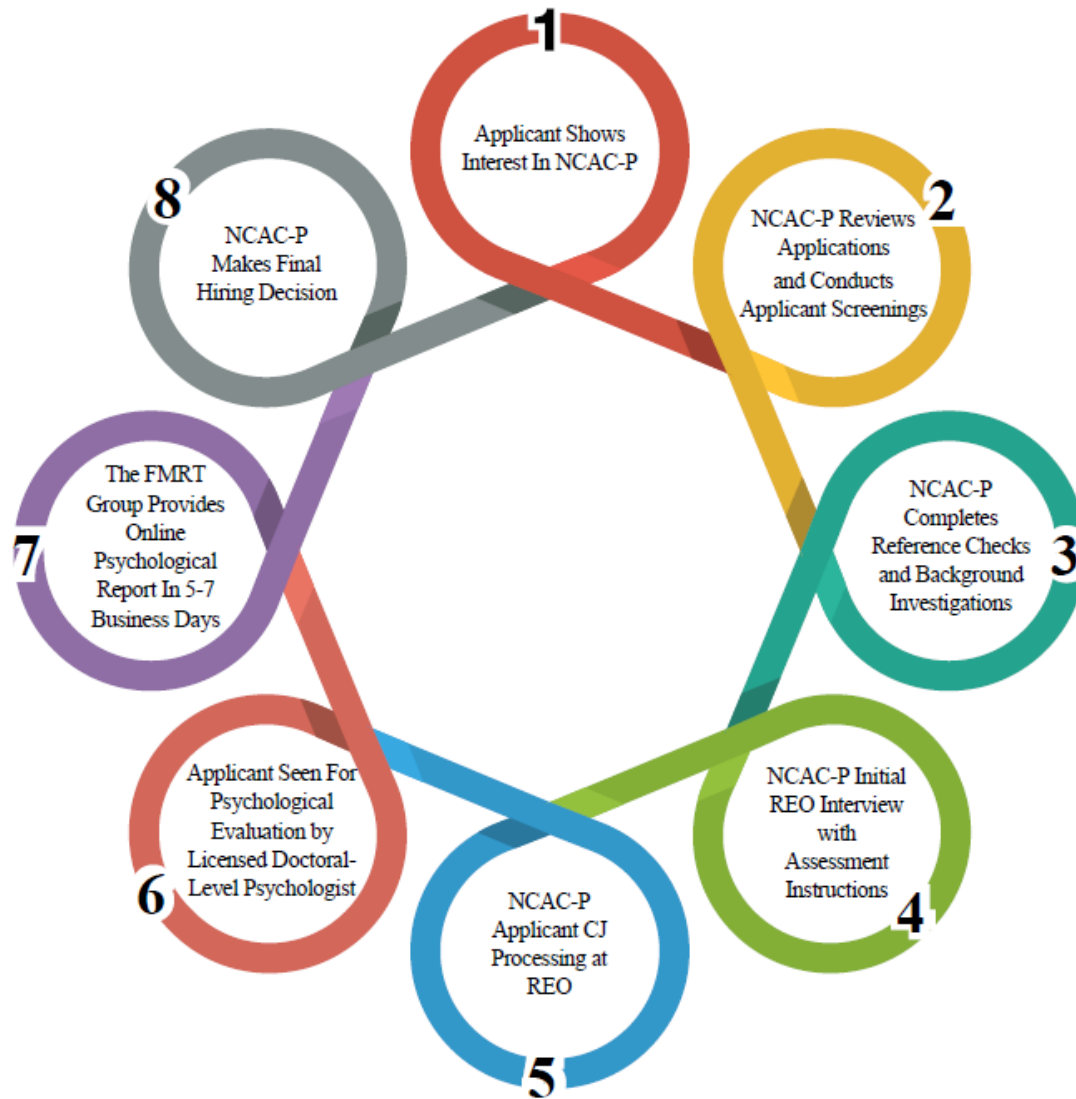 1
Applicant Shows
Interest In NCAC-P
2
NCAC-P Reviews
Applications
and Conducts
Applicant Screenings
3
NCAC-P
Completes
Reference Checks
and Background
Investigations
4
NCAC-P Initial
REO Interview
with
Assessment
Instructions
5
NCAC-P
Applicant CJ
Processing at
REO
6
Applicant Seen For
Psychological
Evaluation by
Licensed Doctoral-
Level Psychologist
7
The FMRT
Group Provides
Online
Psychological
Report In 5-7
Business Days
8
NCAC-P
Makes Final
Hiring Decision